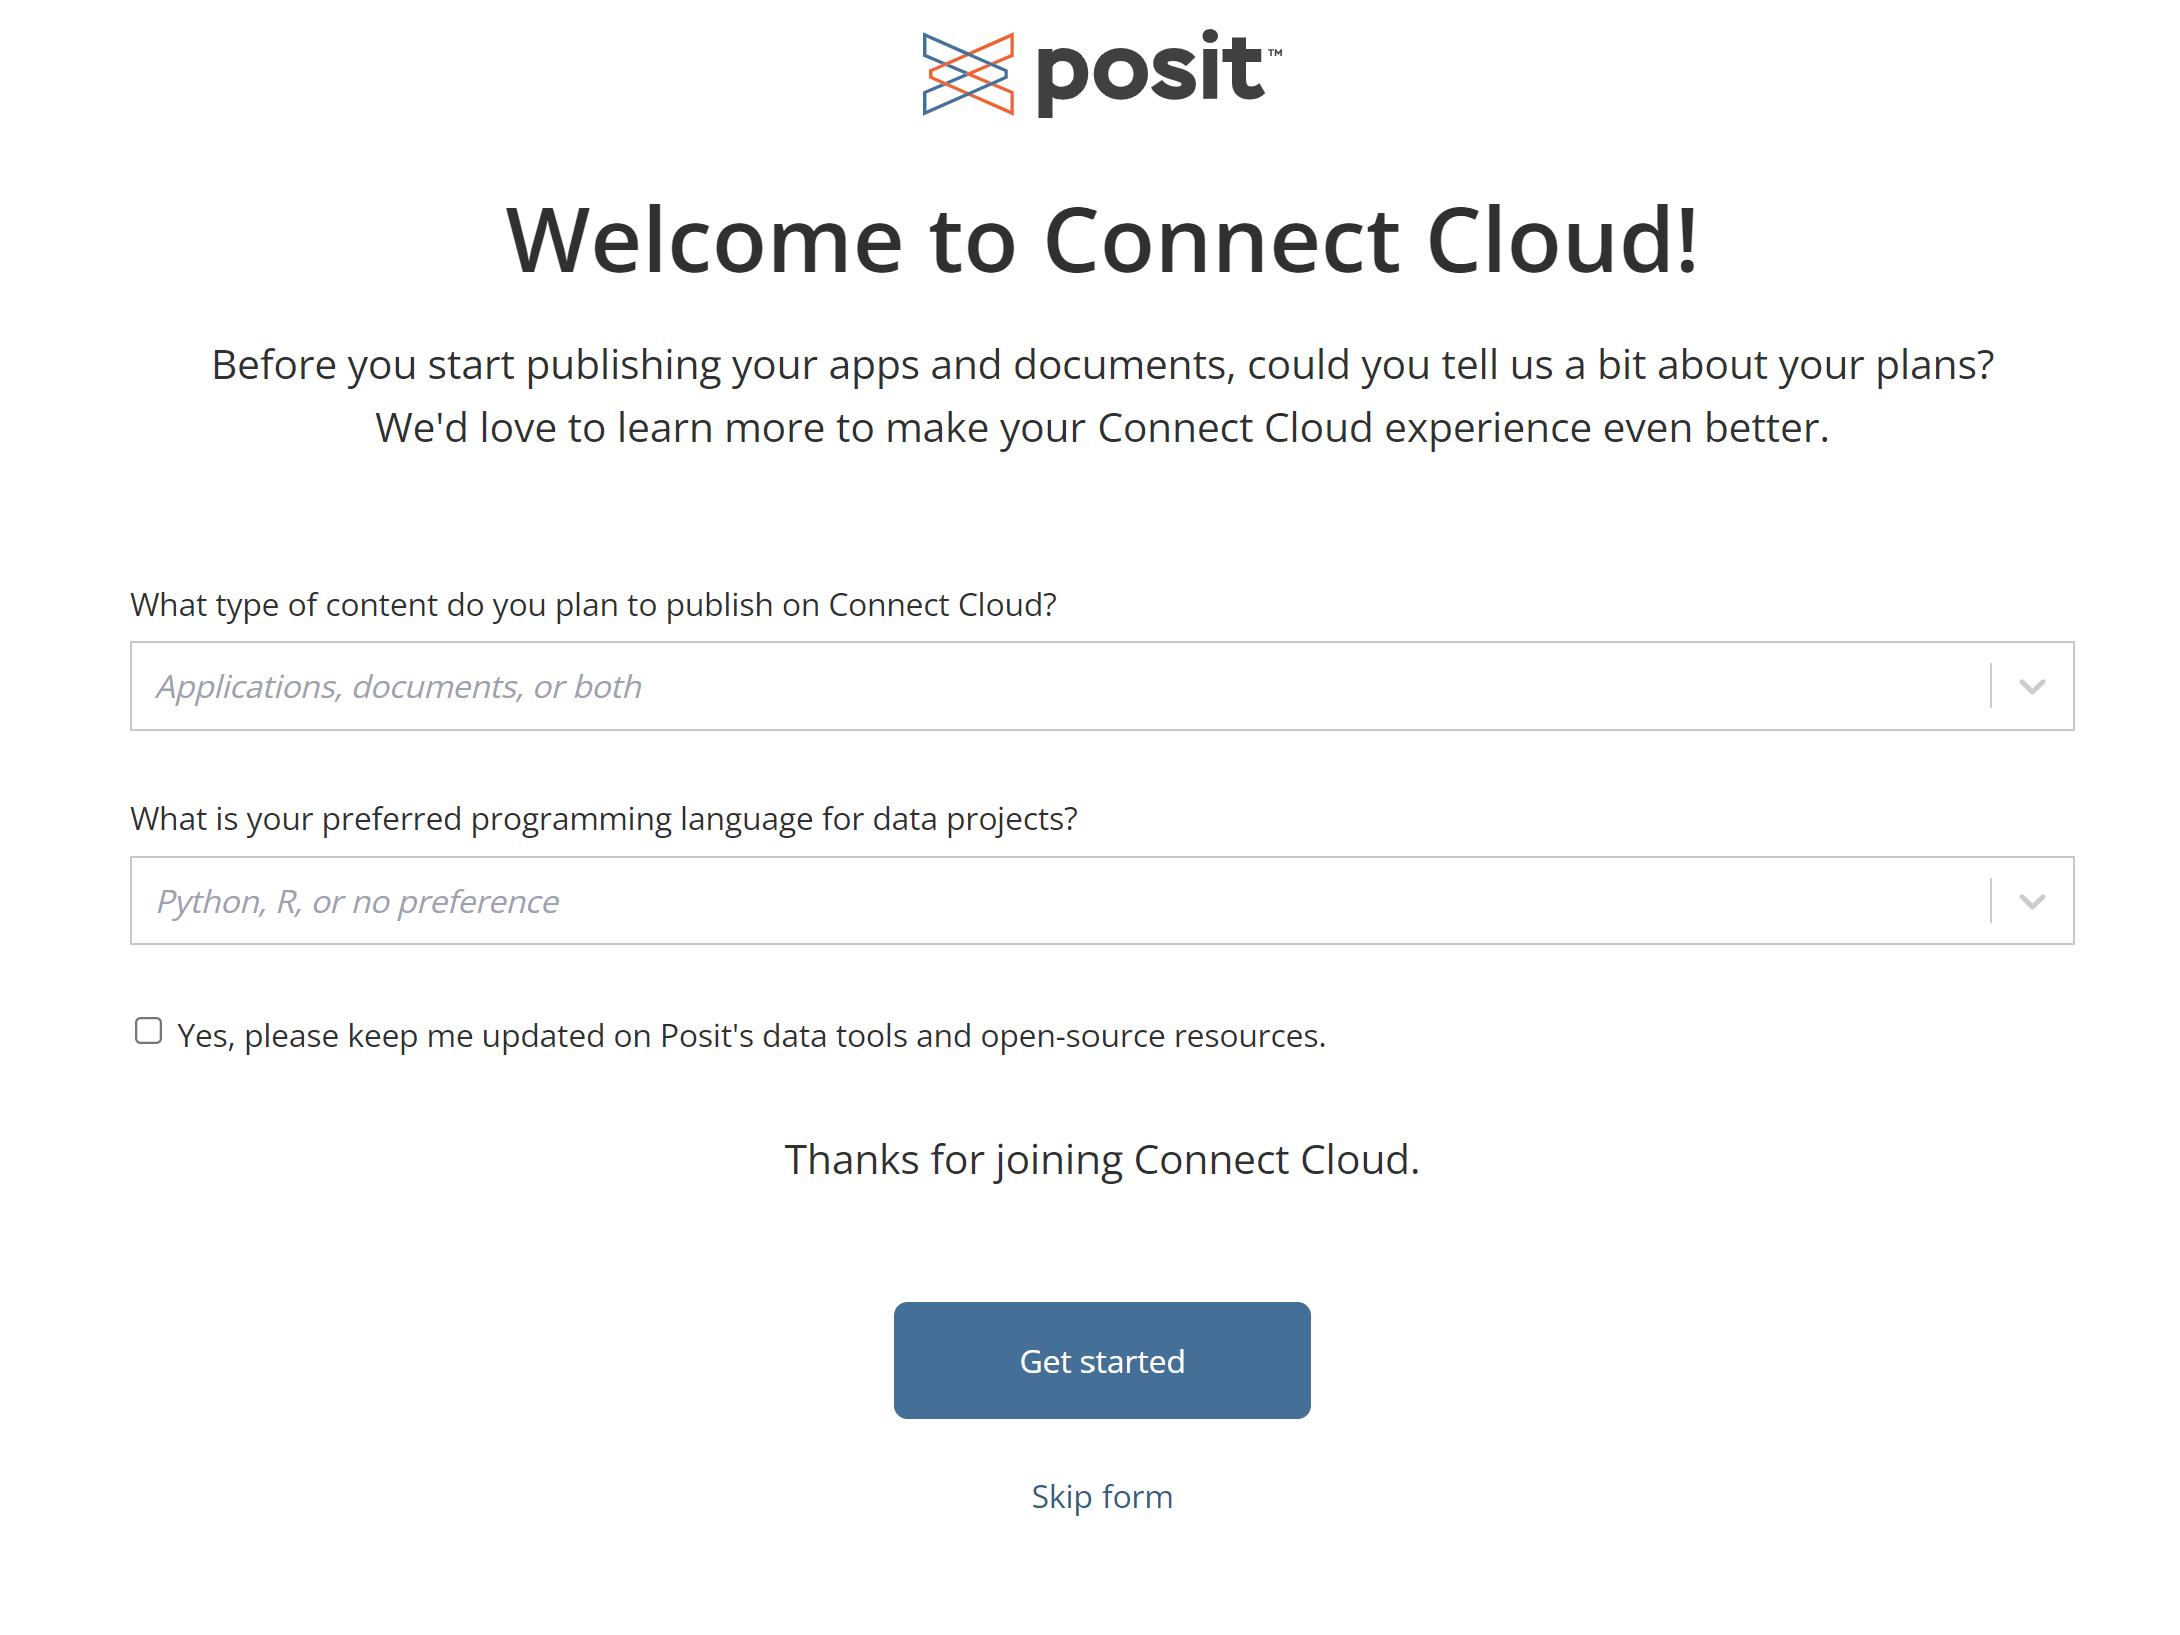 posit™
Welcome to Connect Cloud!
Before you start publishing your apps and documents, could you tell us a bit about your plans?
We'd love to learn more to make your Connect Cloud experience even better.
What type of content do you plan to publish on Connect Cloud?
Applications, documents, or both
What is your preferred programming language for data projects?
Python, R, or no preference
Yes, please keep me updated on Posit's data tools and open-source resources.
Thanks for joining Connect Cloud.
Get started
Skip form